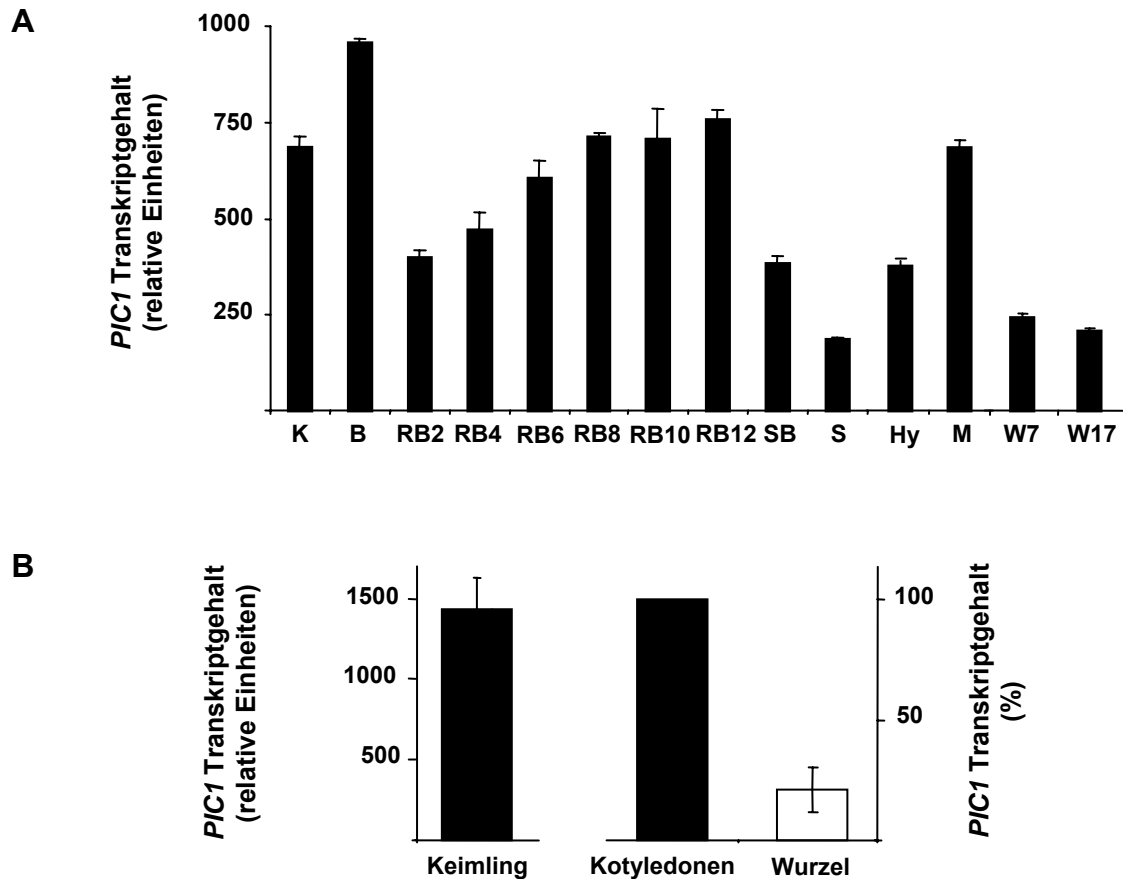 A
PIC1 Transkriptgehalt
(relative Einheiten)
1000
750
500
250
K B RB2 RB4 RB6 RB8 RB10 RB12 SB S Hy M W7 W17
B
PIC1 Transkriptgehalt
(relative Einheiten)
1500
1000
500
100
50
PIC1 Transkriptgehalt
(%)
Keimling Kotyledonen Wurzel